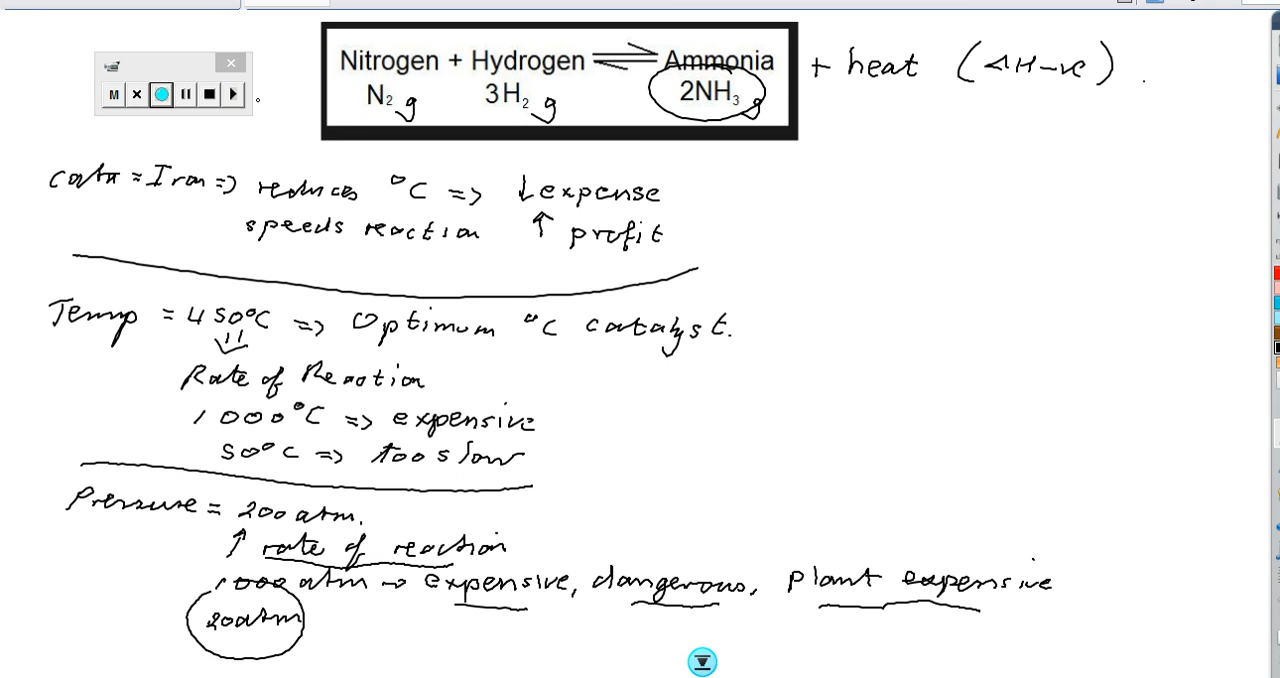 Nitrogen + Hydrogen ⇌ Ammonia + heat (ΔH-ve)
N₂ g 3H₂ g 2NH₃ g
M ×
= Iron => reduces °C => ↓ expense
speeds reaction ↑ profit
Temp = 450°C => Optimum °C catalyst.
Rate of Reaction
1000°C => expensive
50°C => too slow
Pressure = 200 atm.
↑ rate of reaction
1000 atm → expensive, dangerous, plant expensive
20atm